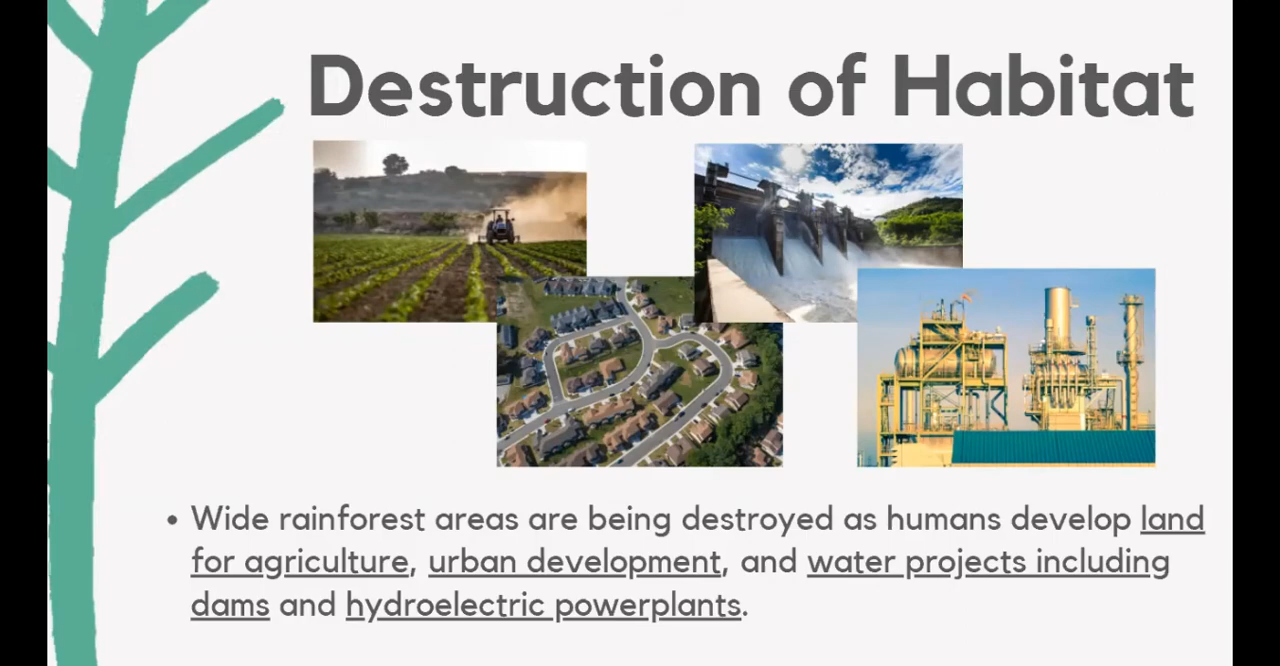 Destruction of Habitat
• Wide rainforest areas are being destroyed as humans develop land
for agriculture, urban development, and water projects including
dams and hydroelectric powerplants.